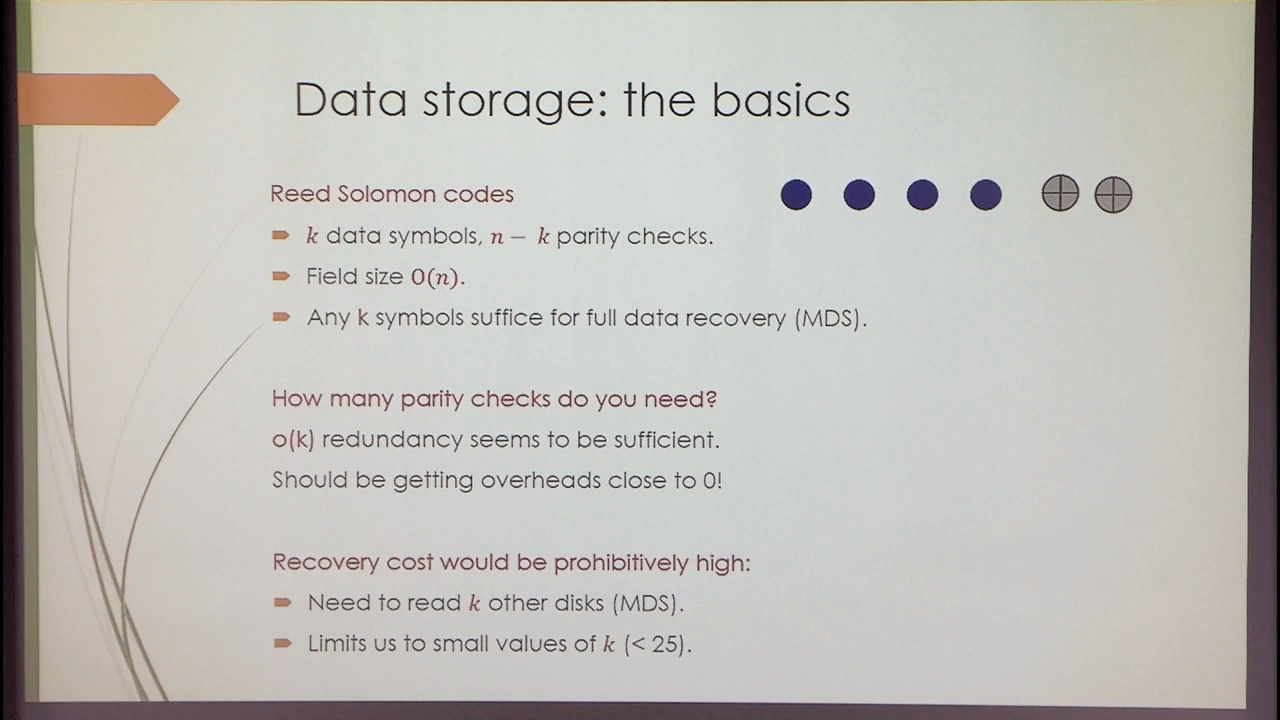 Data storage: the basics
Reed Solomon codes
k data symbols, n − k parity checks.
Field size O(n).
Any k symbols suffice for full data recovery (MDS).
How many parity checks do you need?
o(k) redundancy seems to be sufficient.
Should be getting overheads close to 0!
Recovery cost would be prohibitively high:
Need to read k other disks (MDS).
Limits us to small values of k (< 25).